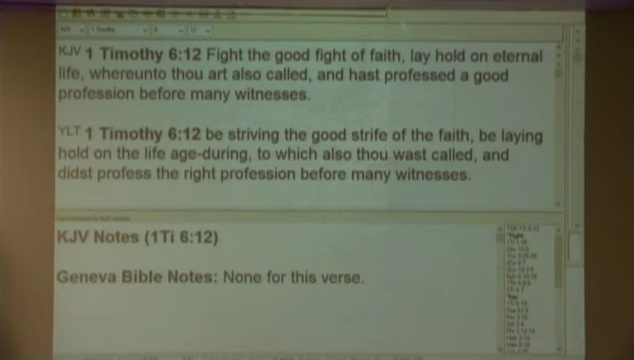 KJV 1 Timothy 6:12 Fight the good fight of faith, lay hold on eternal
life, whereunto thou art also called, and hast professed a good
profession before many witnesses.
YLT 1 Timothy 6:12 be striving the good strife of the faith, be laying
hold on the life age-during, to which also thou wast called, and
didst profess the right profession before many witnesses.
KJV Notes (1Ti 6:12)
Geneva Bible Notes: None for this verse.